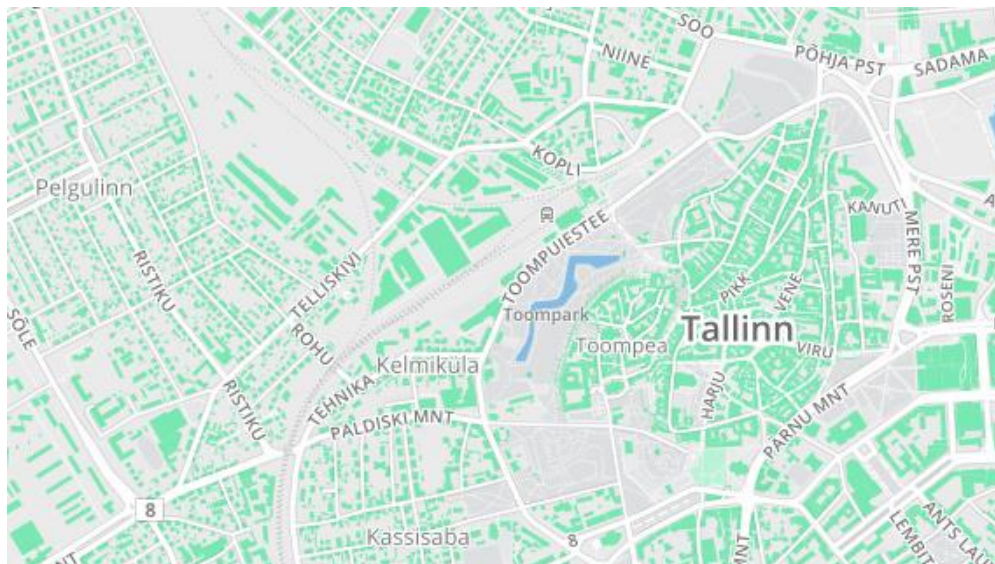 SOO
NIINE
PÕHJA PST
SADAMA
KOPLI
Pelgulinn
KANUTI
MERE PST
TOOMPUIESTEE
RISTIKU
TELLISKIVI
PIKK
VENE
ROSENI
SÕLE
ROHU
Toompark
Tallinn
Toompea
VIRU
Kelmiküla
HARJU
TEHNIKA
RISTIKU
PALDISKI MNT
PÄRNU MNT
8
ANTS LAU
LEMBIT
Kassisaba
8
MNT
NT